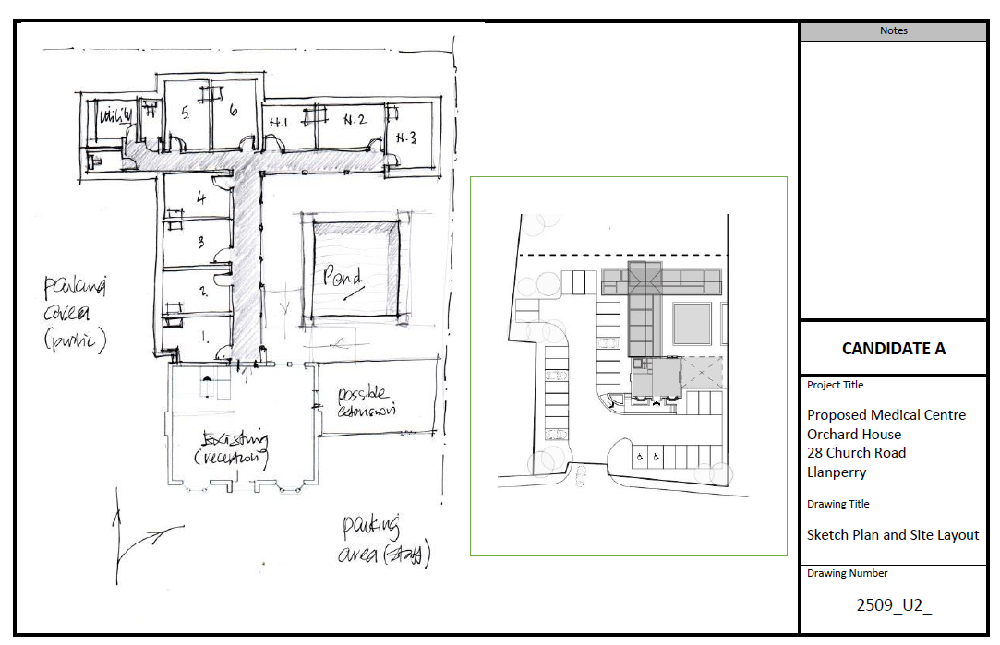 Utility
5.
6
H.1
H.2
H.3
4
3
2.
1.
Pond
parking
area
(public)
possible
extension
Existing
(reception)
parking
area (staff)
Notes
CANDIDATE A
Project Title
Proposed Medical Centre
Orchard House
28 Church Road
Llanperry
Drawing Title
Sketch Plan and Site Layout
Drawing Number
2509_U2_